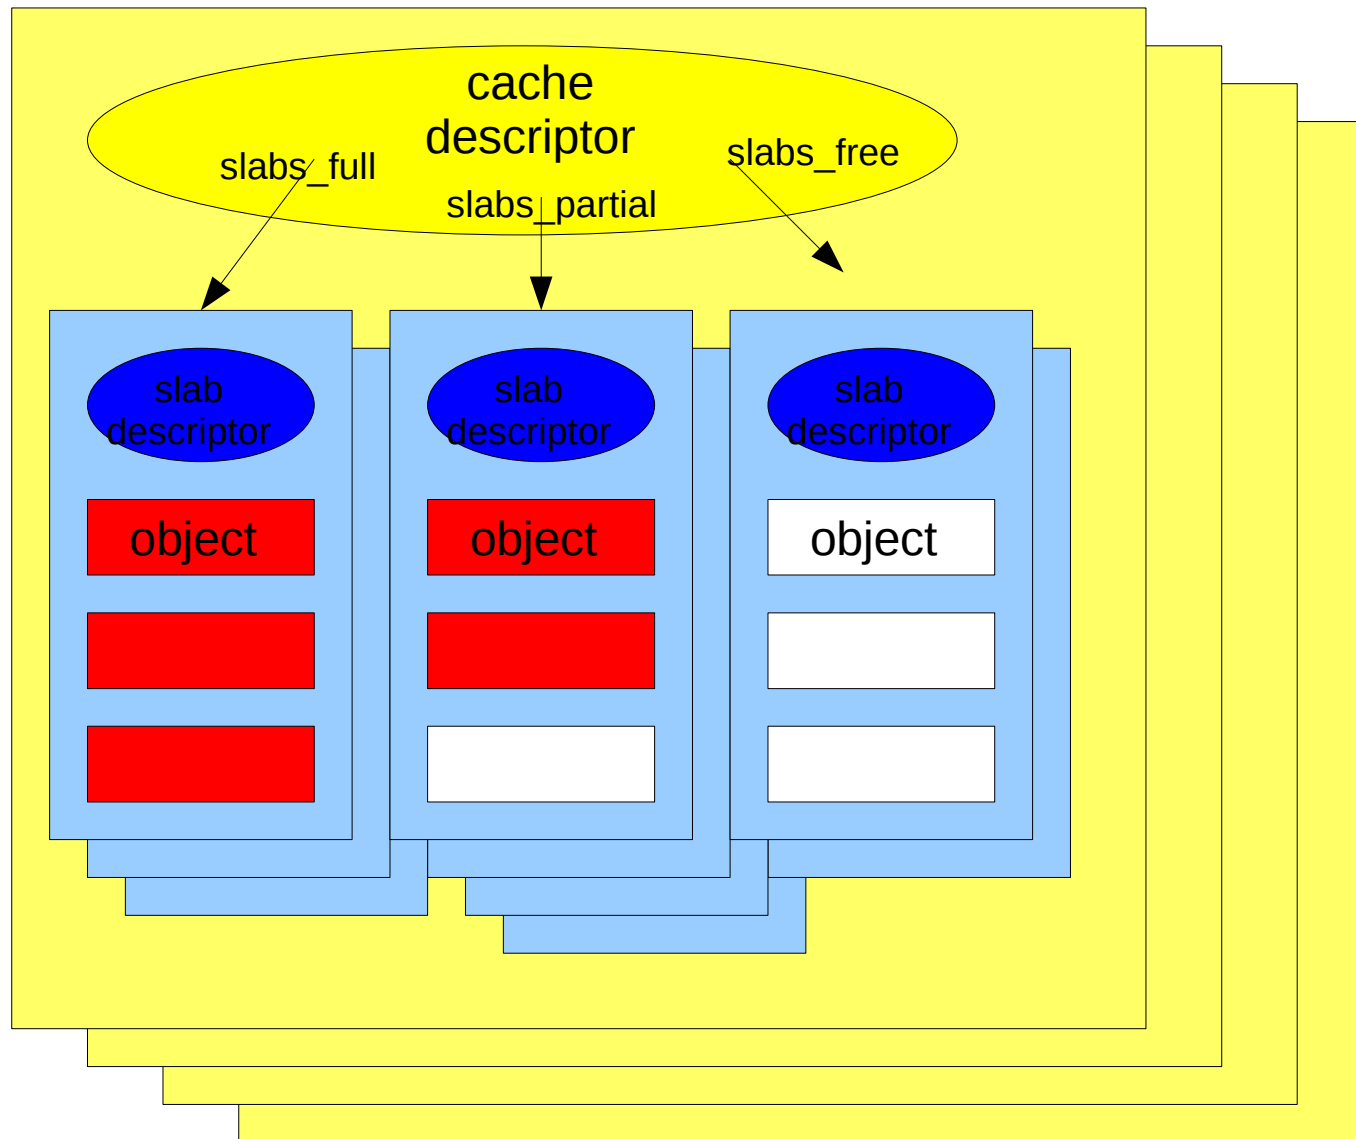 cache
descriptor
slabs_full
slabs_partial
slabs_free
slab
descriptor
slab
descriptor
slab
descriptor
object
object
object